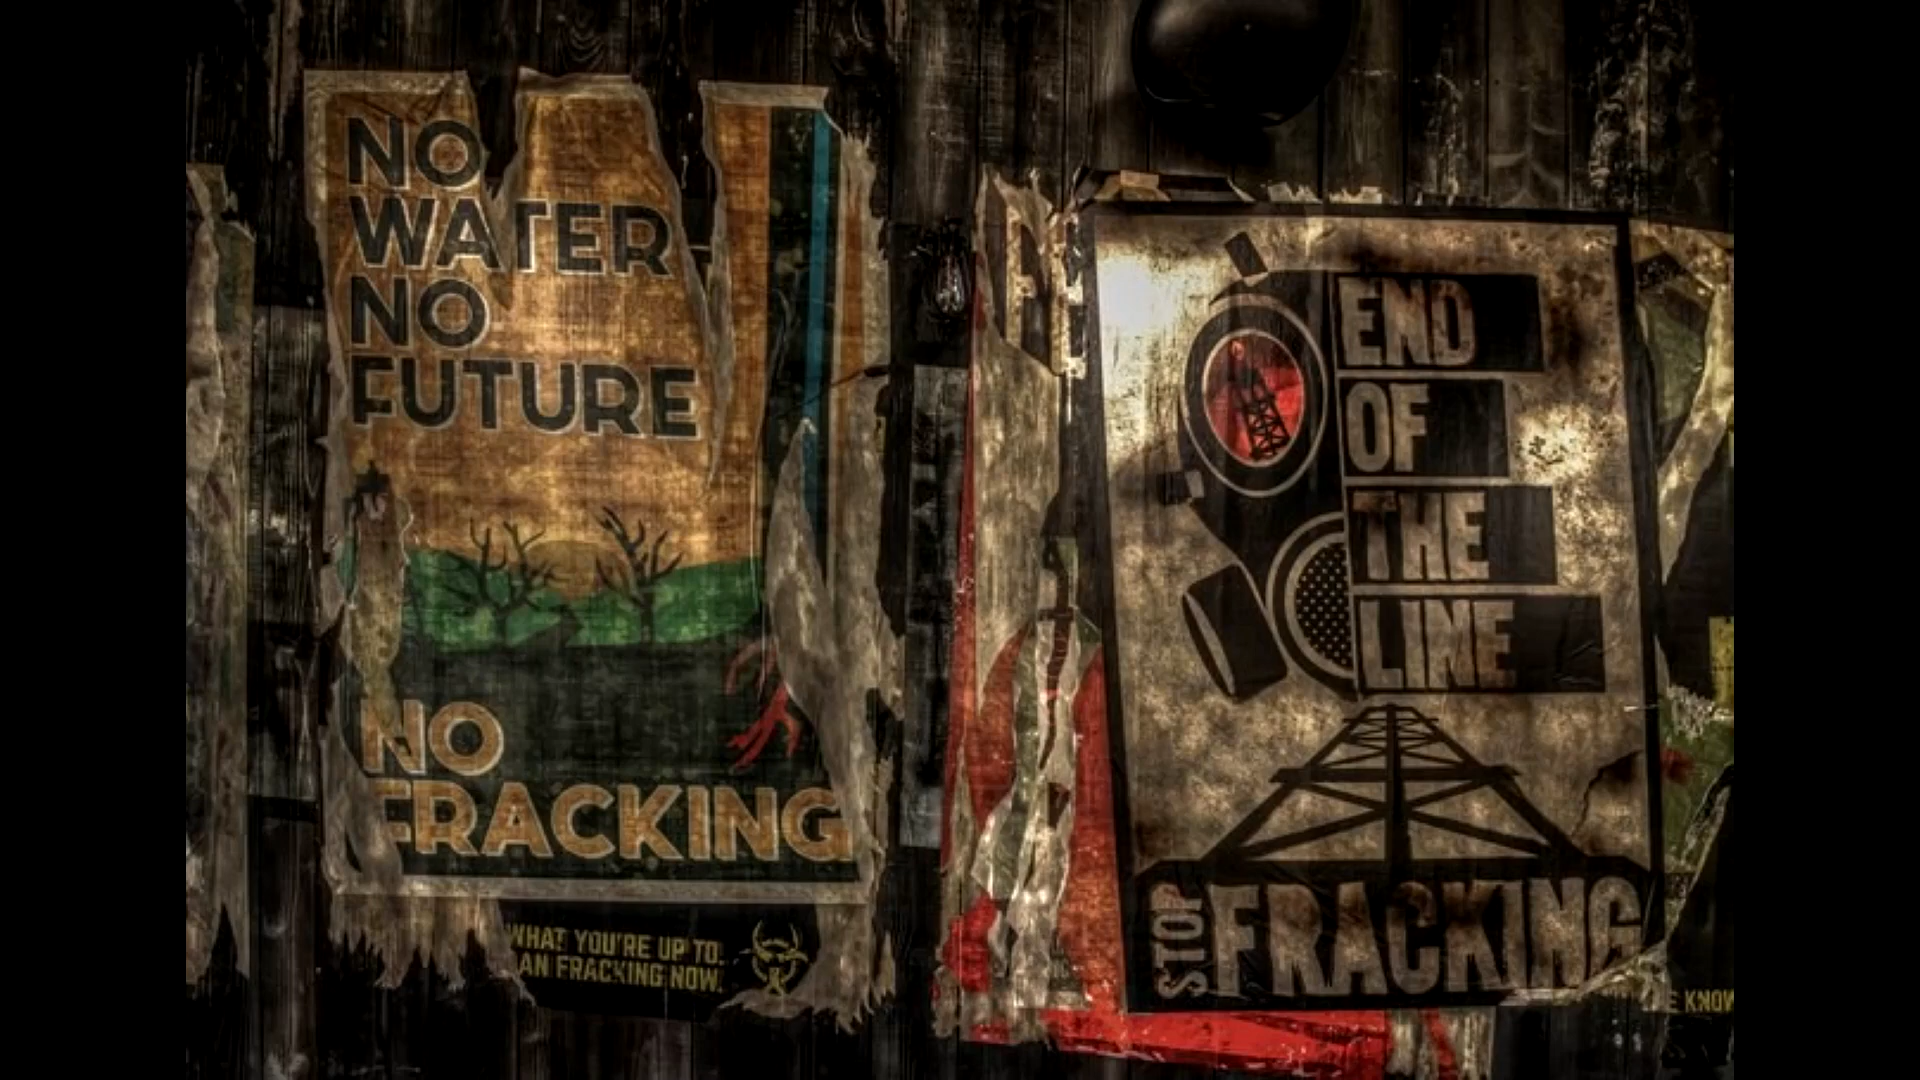 NO
WATER
NO
FUTURE
NO
FRACKING
WHAT YOU'RE UP TO.
AN FRACKING NOW.
END
OF
THE
LINE
STOP
FRACKING
E KNOW